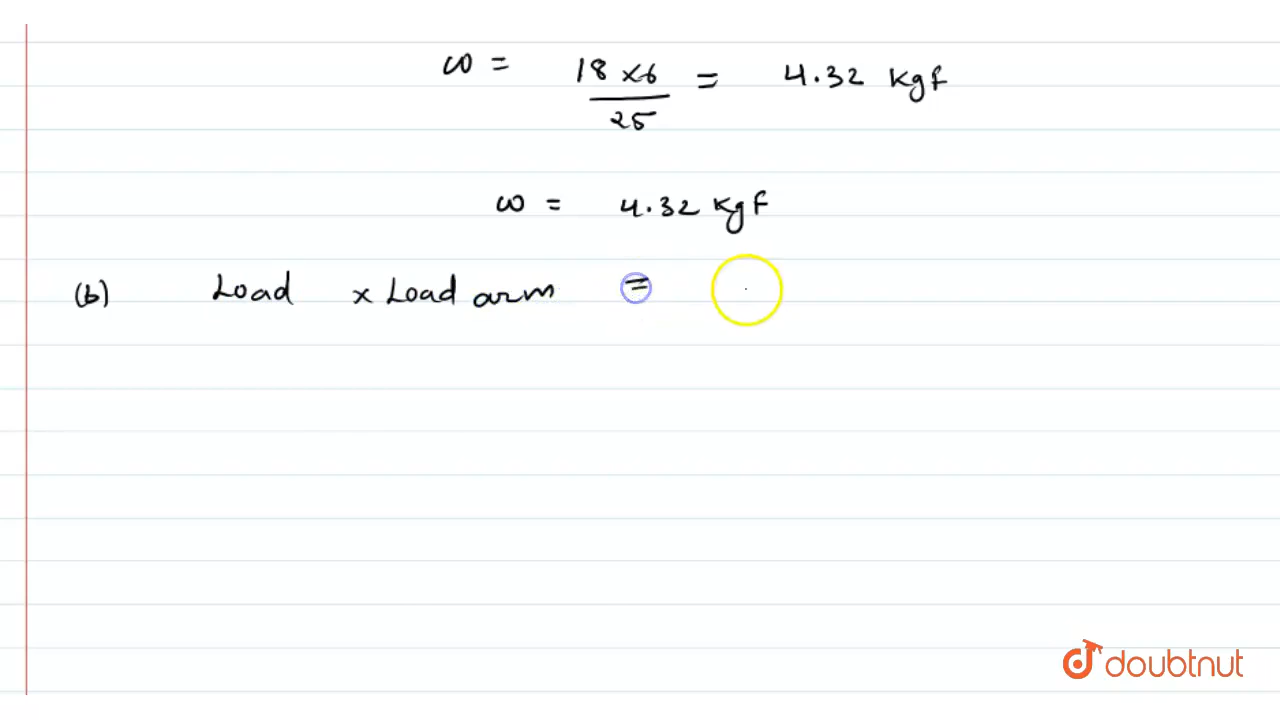 ω = 18 × 6 / 25 = 4.32 kgf
ω = 4.32 kgf
(b) Load × Load arm =
doubtnut